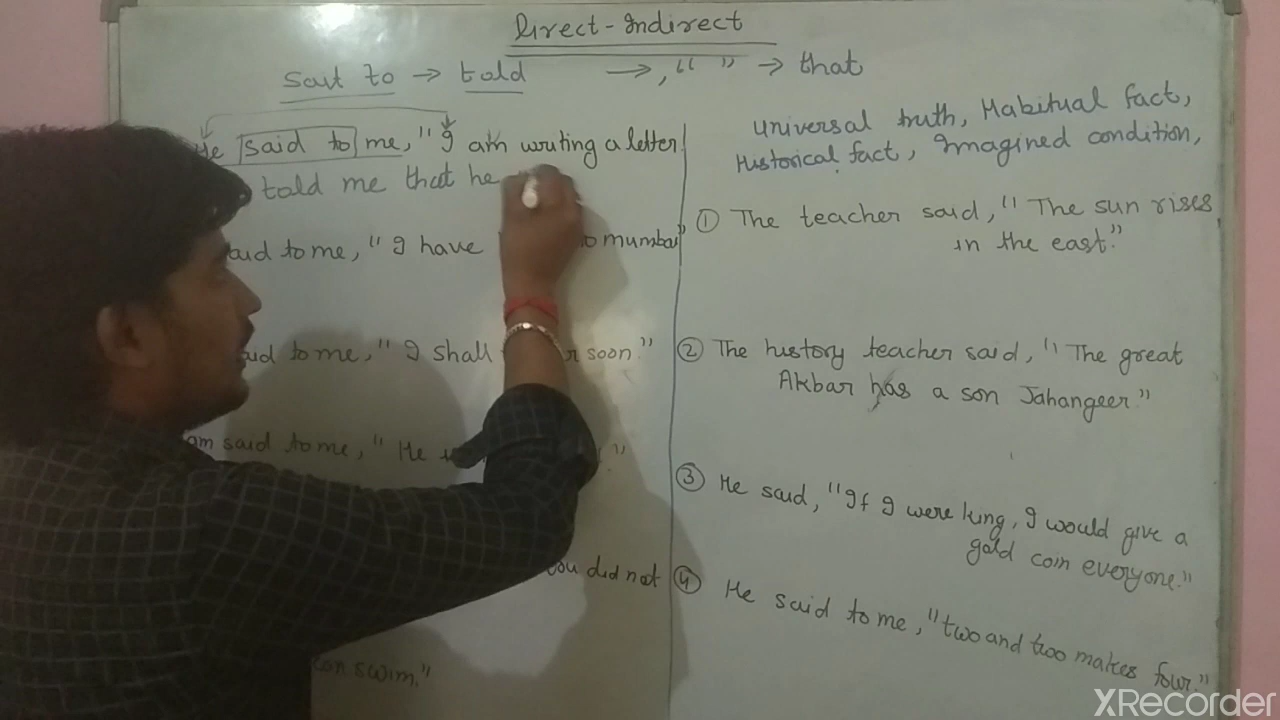 Direct-Indirect
Said to → told → , " " → that
He said to me, "I am writing a letter
told me that he
said to me, "I have to mumbai"
said to me, "I shall soon."
said to me, "He
you did not
can swim."
Universal truth, Habitual fact,
Historical fact, Imagined condition,
① The teacher said, "The sun rises
in the east."
② The history teacher said, "The great
Akbar has a son Jahangeer"
③ He said, "If I were king, I would give a
gold coin everyone."
④ He said to me, "two and two makes four."
XRecorder